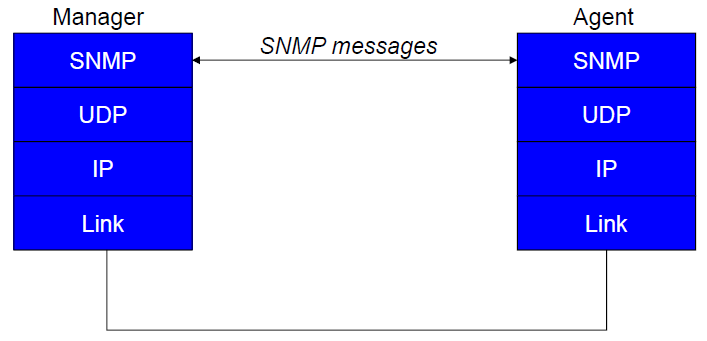 Manager
Agent
SNMP messages
SNMP
SNMP
UDP
UDP
IP
IP
Link
Link